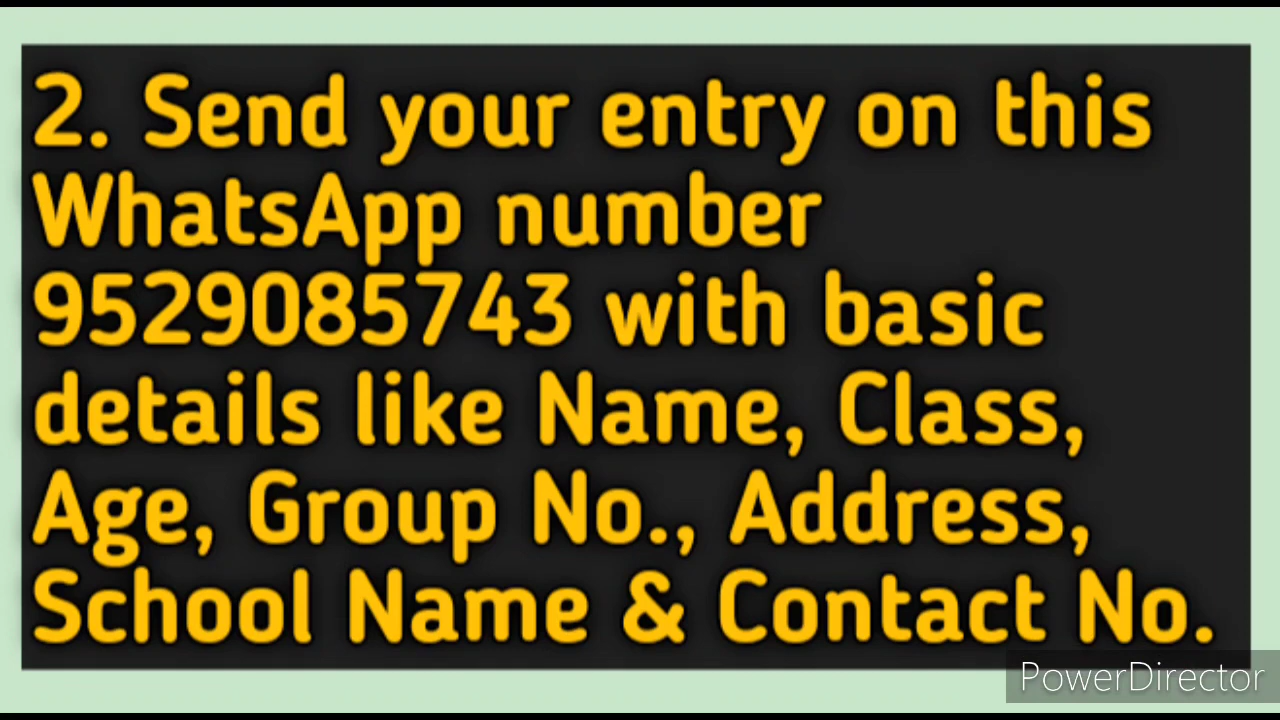 2. Send your entry on this
WhatsApp number
9529085743 with basic
details like Name, Class,
Age, Group No., Address,
School Name & Contact No.
PowerDirector